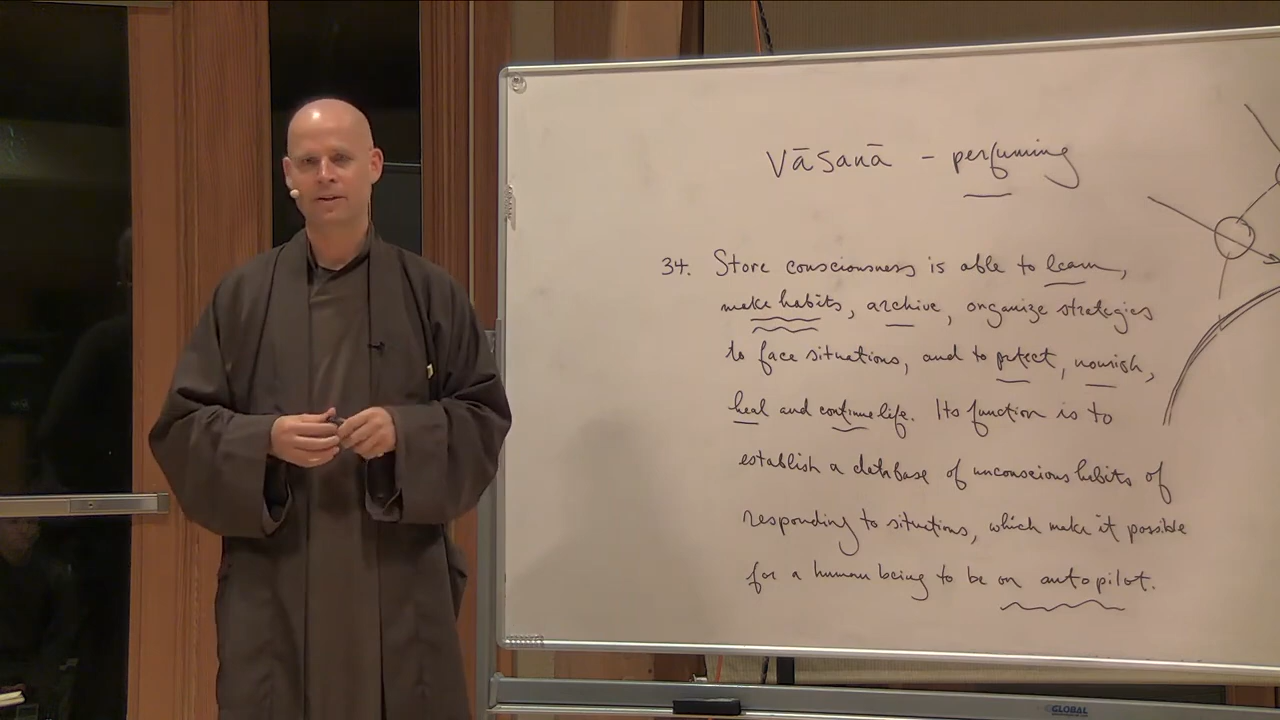 Vāsanā - perfuming
34. Store consciousness is able to learn,
make habits, archive, organize strategies
to face situations, and to protect, nourish,
heal and continue life. Its function is to
establish a database of unconscious habits of
responding to situations, which make it possible
for a human being to be on autopilot.
GLOBAL